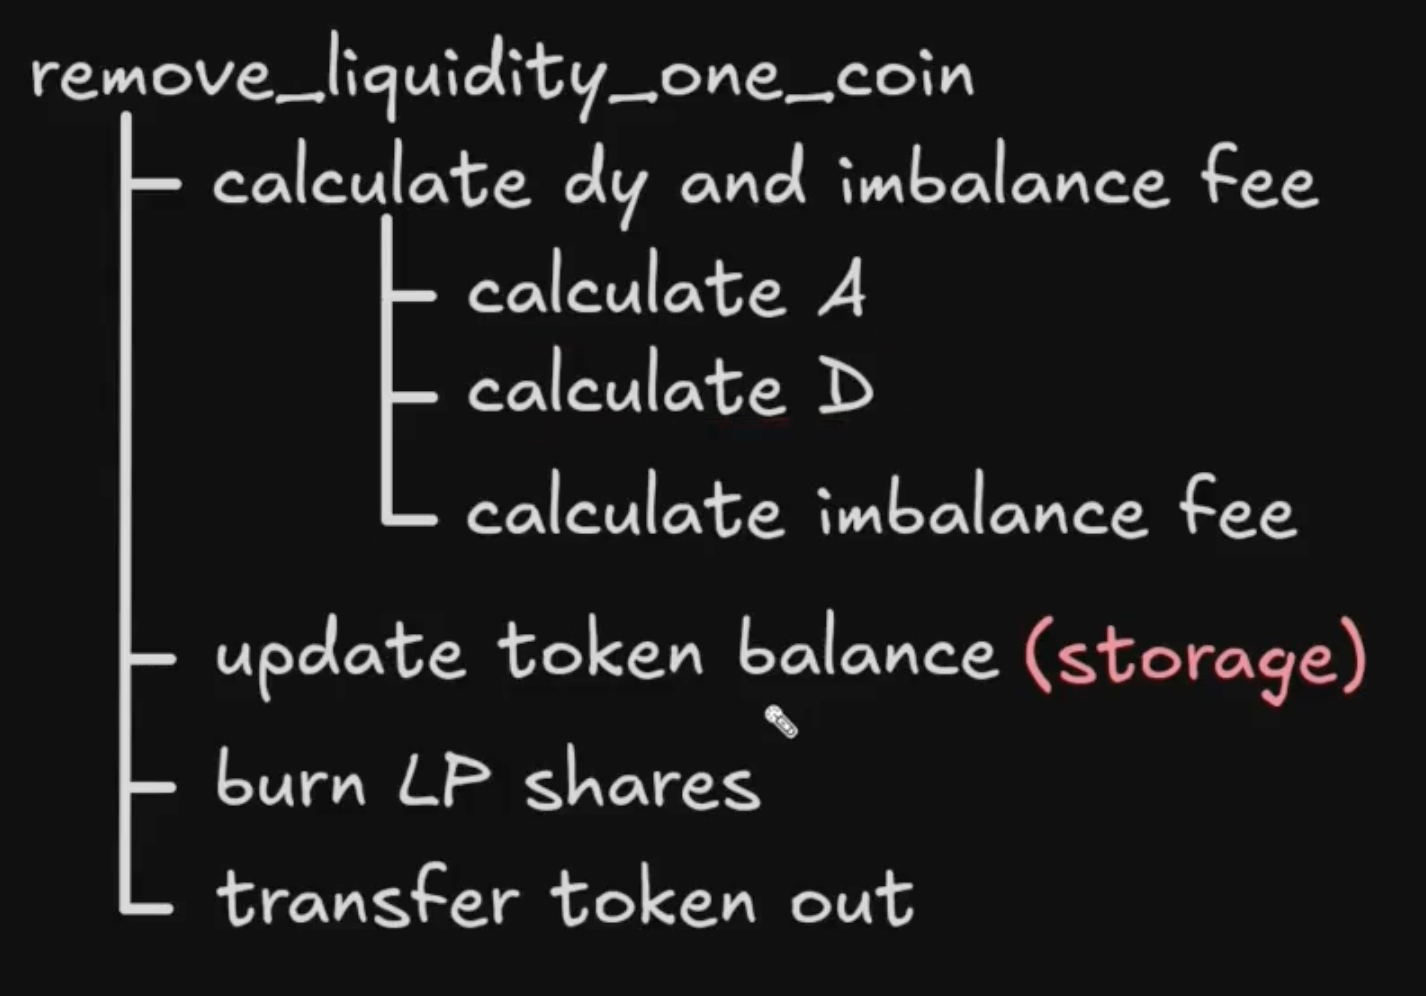 remove_liquidity_one_coin
calculate dy and imbalance fee
calculate A
calculate D
calculate imbalance fee
update token balance (storage)
burn LP shares
transfer token out